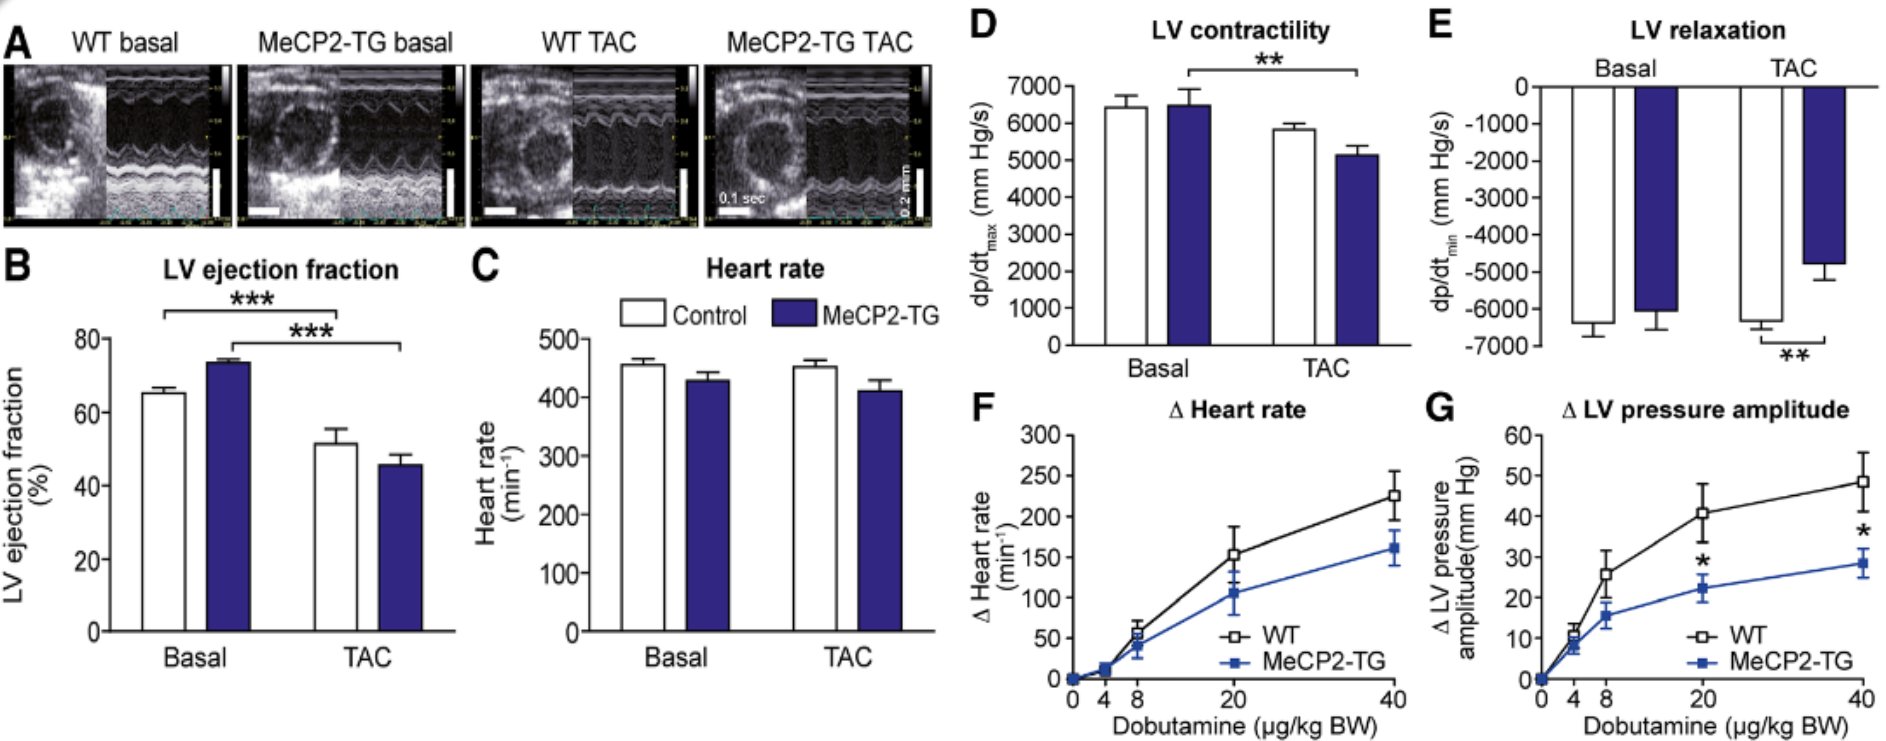 A
WT basal
MeCP2-TG basal
WT TAC
MeCP2-TG TAC
0.1 sec
0.2 mm
B
LV ejection fraction
***
***
LV ejection fraction
(%)
80
60
40
20
0
Basal
TAC
C
Heart rate
Control
MeCP2-TG
Heart rate
(min-1)
500
400
300
200
100
0
Basal
TAC
D
LV contractility
**
dp/dtmax (mm Hg/s)
7000
6000
5000
4000
3000
2000
1000
0
Basal
TAC
E
LV relaxation
Basal
TAC
dp/dtmin (mm Hg/s)
0
-1000
-2000
-3000
-4000
-5000
-6000
-7000
**
F
Δ Heart rate
Δ Heart rate
(min-1)
300
250
200
150
100
50
0
WT
MeCP2-TG
0 4 8 20 40
Dobutamine (µg/kg BW)
G
Δ LV pressure amplitude
Δ LV pressure
amplitude(mm Hg)
60
50
40
30
20
10
0
*
*
WT
MeCP2-TG
0 4 8 20 40
Dobutamine (µg/kg BW)